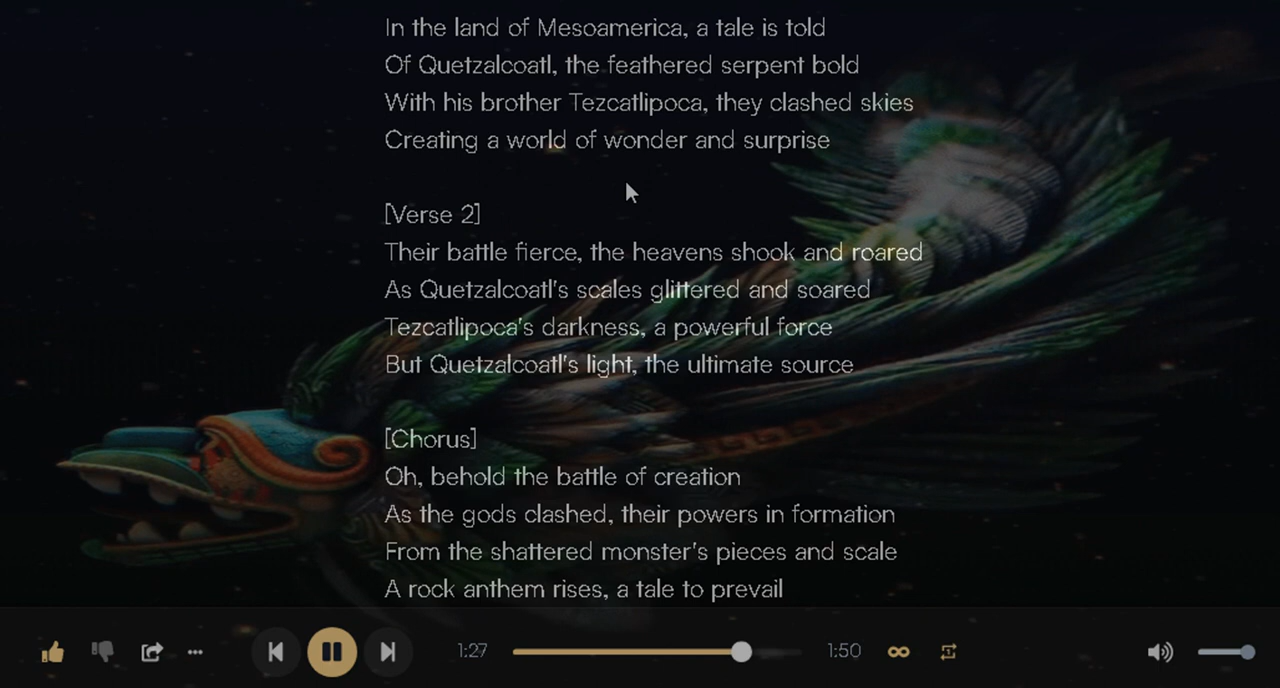 In the land of Mesoamerica, a tale is told
Of Quetzalcoatl, the feathered serpent bold
With his brother Tezcatlipoca, they clashed skies
Creating a world of wonder and surprise
[Verse 2]
Their battle fierce, the heavens shook and roared
As Quetzalcoatl's scales glittered and soared
Tezcatlipoca's darkness, a powerful force
But Quetzalcoatl's light, the ultimate source
[Chorus]
Oh, behold the battle of creation
As the gods clashed, their powers in formation
From the shattered monster's pieces and scale
A rock anthem rises, a tale to prevail
1:27 1:50